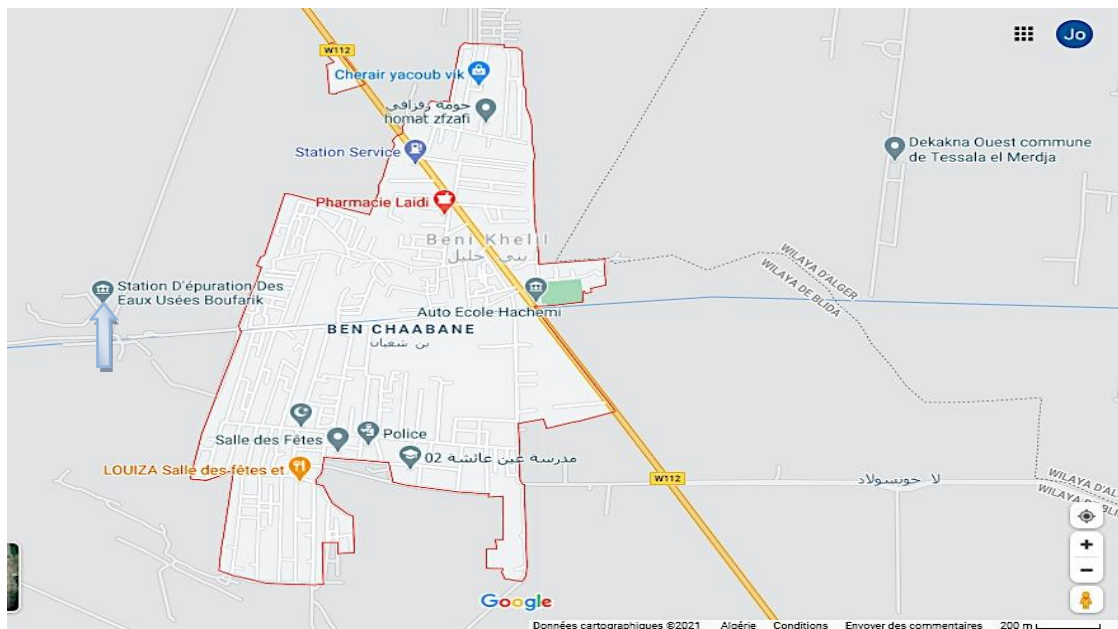 W112
Jo
Cherair yacoub vik
حومة زفزافي
homat zfzafi
Dekakna Ouest commune
de Tessala el Merdja
Station Service
Pharmacie Laidi
Beni Khelil
بني خليل
WILAYA D'ALGER
WILAYA DE BLIDA
Station D'épuration Des
Eaux Usées Boufarik
Auto Ecole Hachemi
BEN CHAABANE
بن شعبان
Police
Salle des Fêtes
مدرسة عين عائشة 02
LOUIZA Salle des-fêtes et
W112
لا جونسولاد
WILAYA D'AL
WILAYA
Google
Données cartographiques ©2021 Algérie Conditions Envoyer des commentaires 200 m